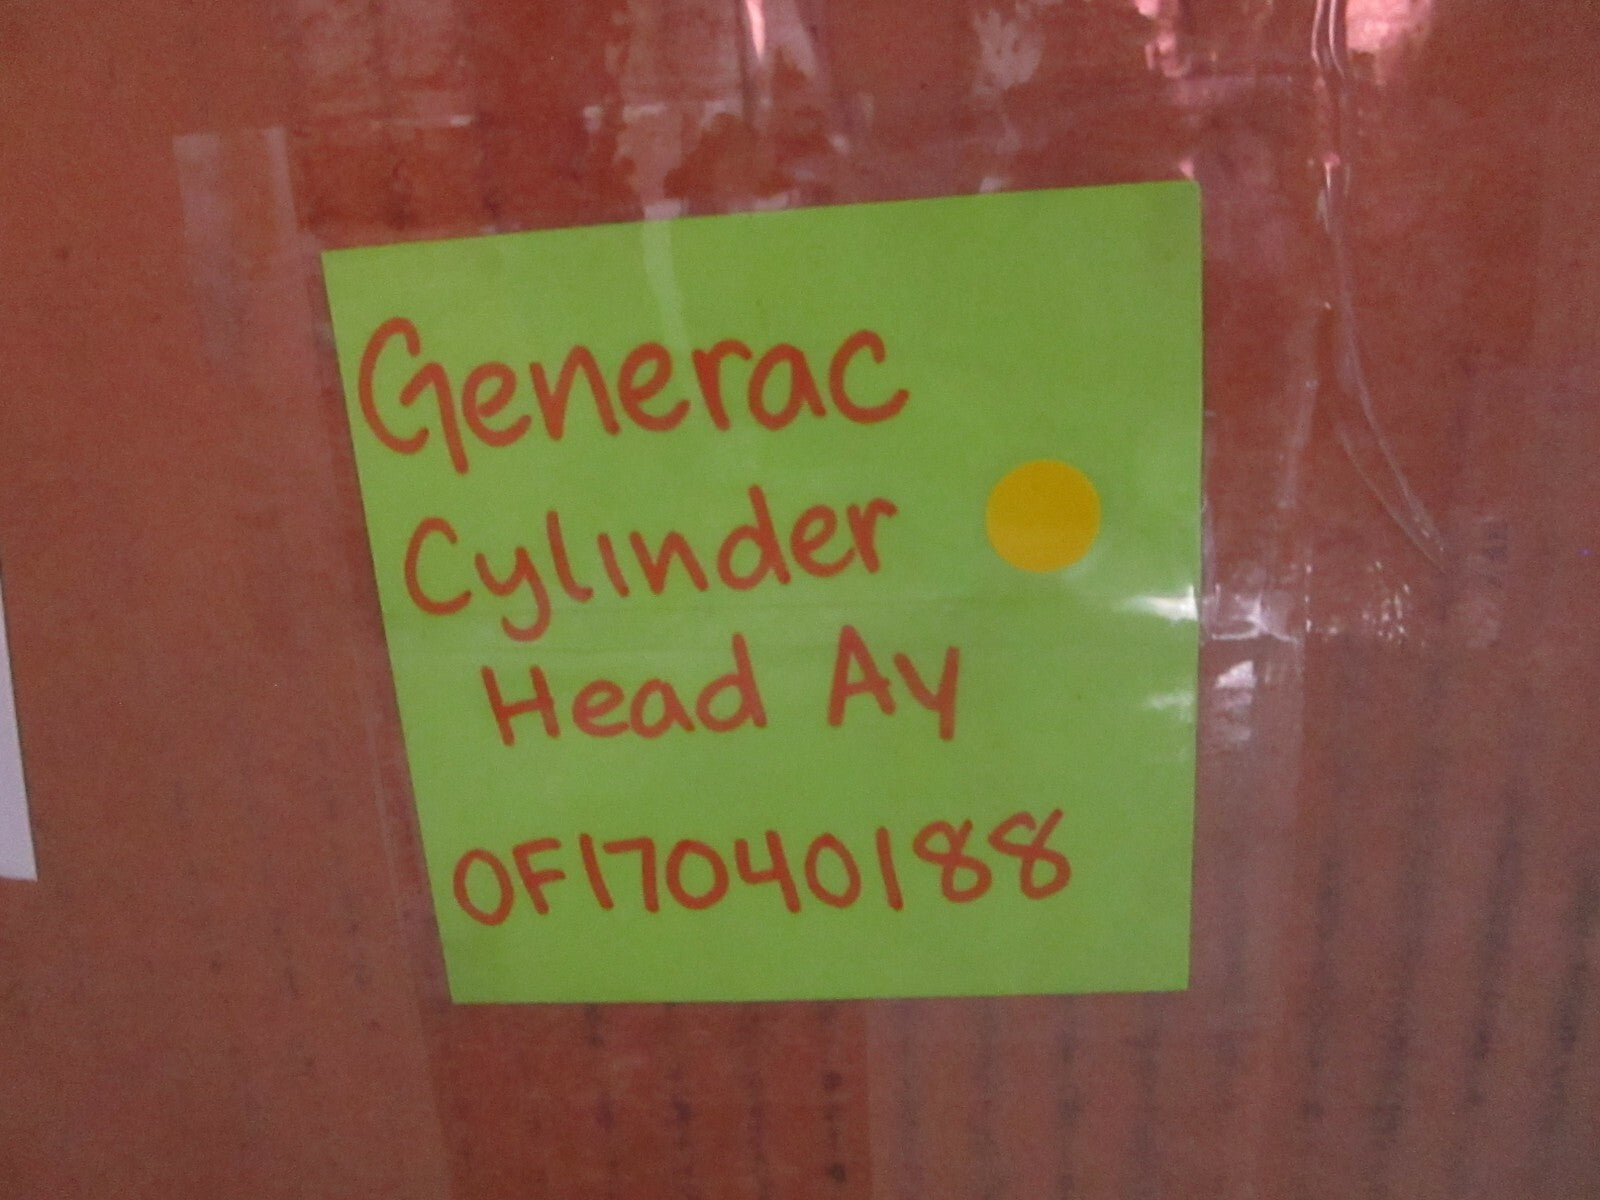 Generac
Cylinder
Head Ay
0F17040188